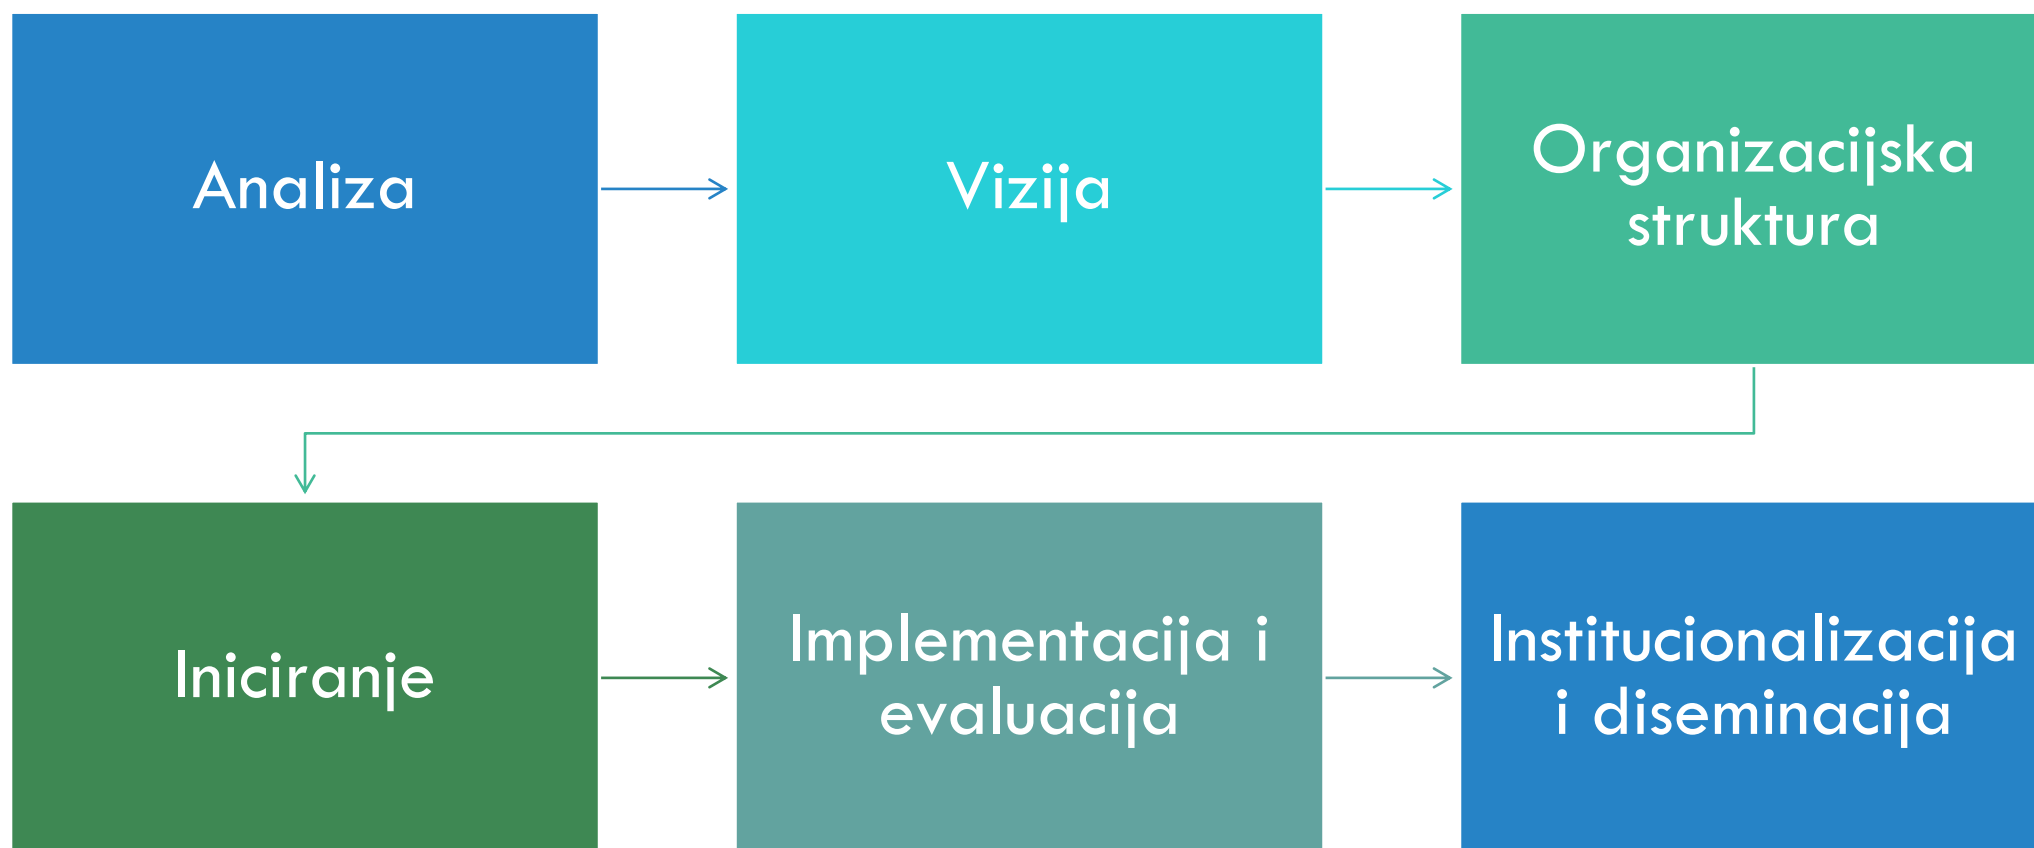 Analiza
Vizija
Organizacijska
struktura
Iniciranje
Implementacija i
evaluacija
Institucionalizacija
i diseminacija